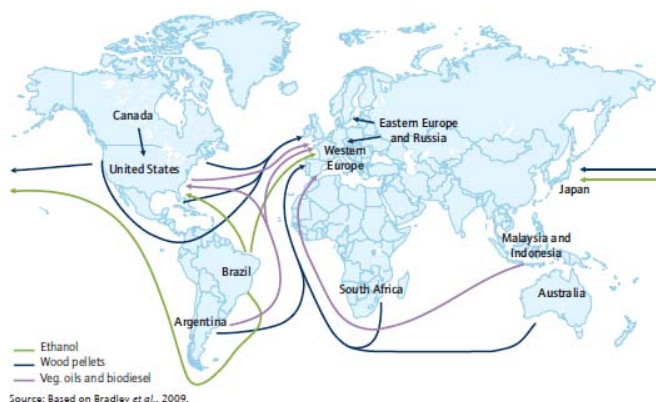 Canada
United States
Eastern Europe
and Russia
Western
Europe
Japan
Malaysia and
Indonesia
Brazil
South Africa
Australia
Argentina
Ethanol
Wood pellets
Veg. oils and biodiesel
Source: Based on Bradley et al., 2009.